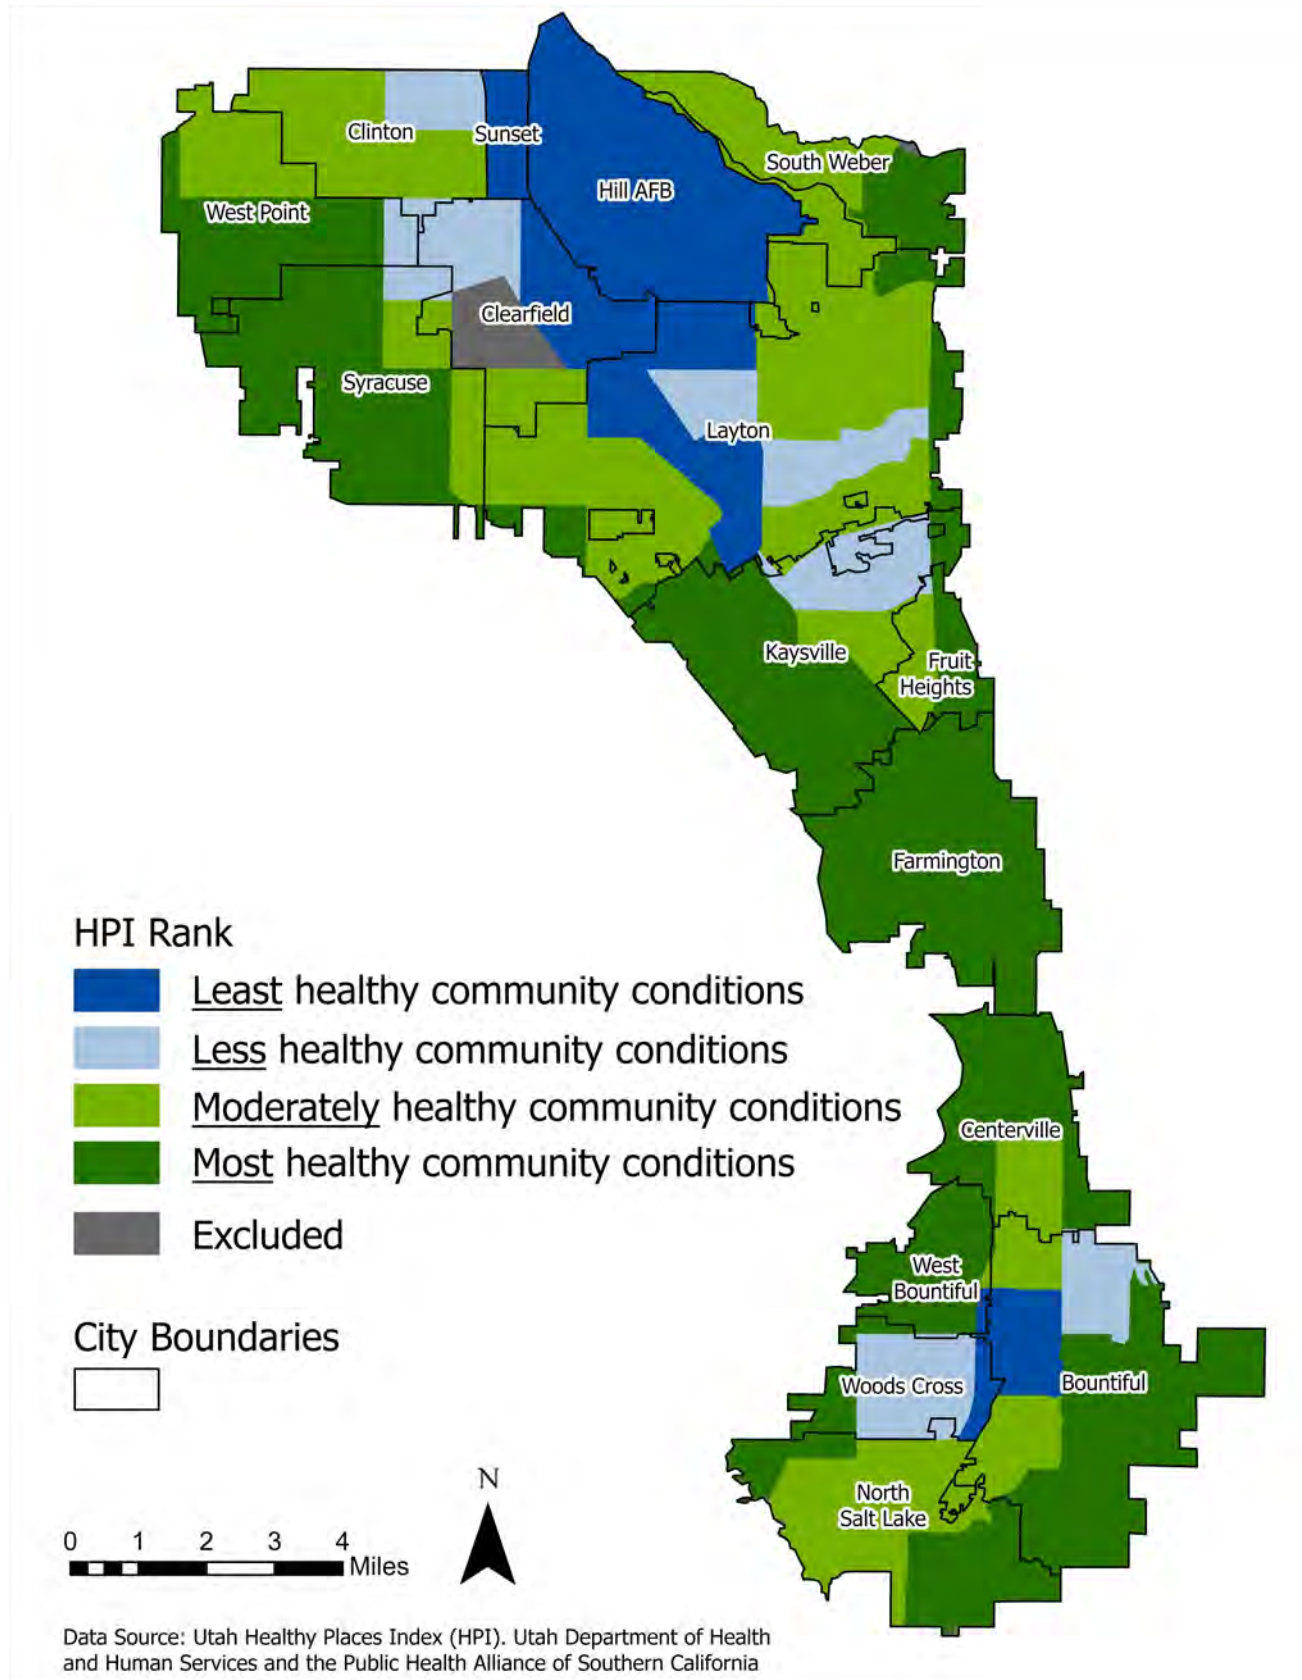 Clinton
Sunset
Hill AFB
South Weber
West Point
Clearfield
Syracuse
Layton
Kaysville
Fruit
Heights
Farmington
HPI Rank
Least healthy community conditions
Less healthy community conditions
Moderately healthy community conditions
Most healthy community conditions
Excluded
City Boundaries
Centerville
West
Bountiful
Woods Cross
Bountiful
North
Salt Lake
N
0 1 2 3 4
Miles
Data Source: Utah Healthy Places Index (HPI). Utah Department of Health
and Human Services and the Public Health Alliance of Southern California